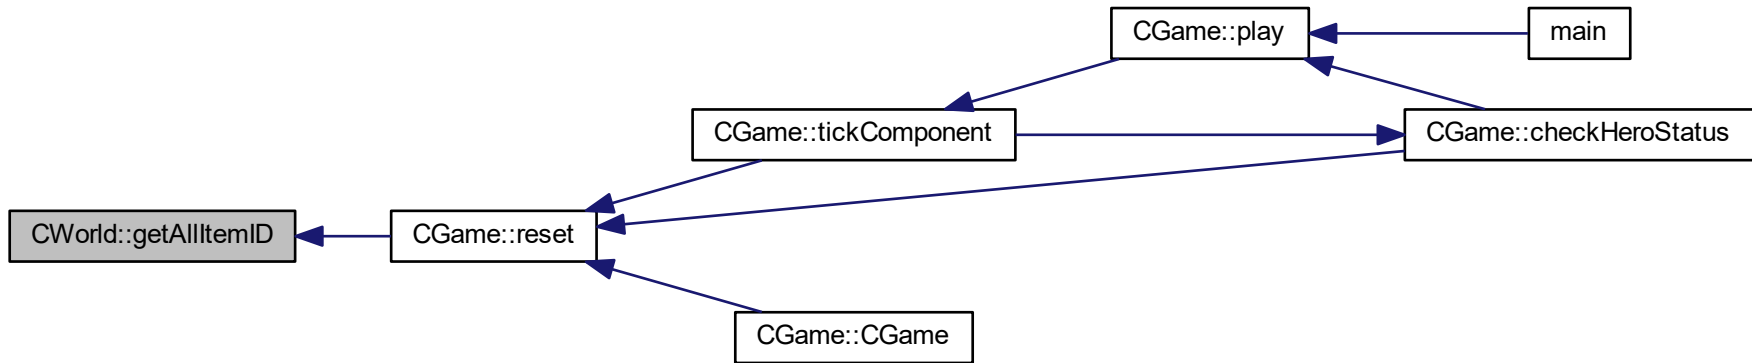 CGame::play
main
CGame::tickComponent
CGame::checkHeroStatus
CWorld::getAllItemID
CGame::reset
CGame::CGame